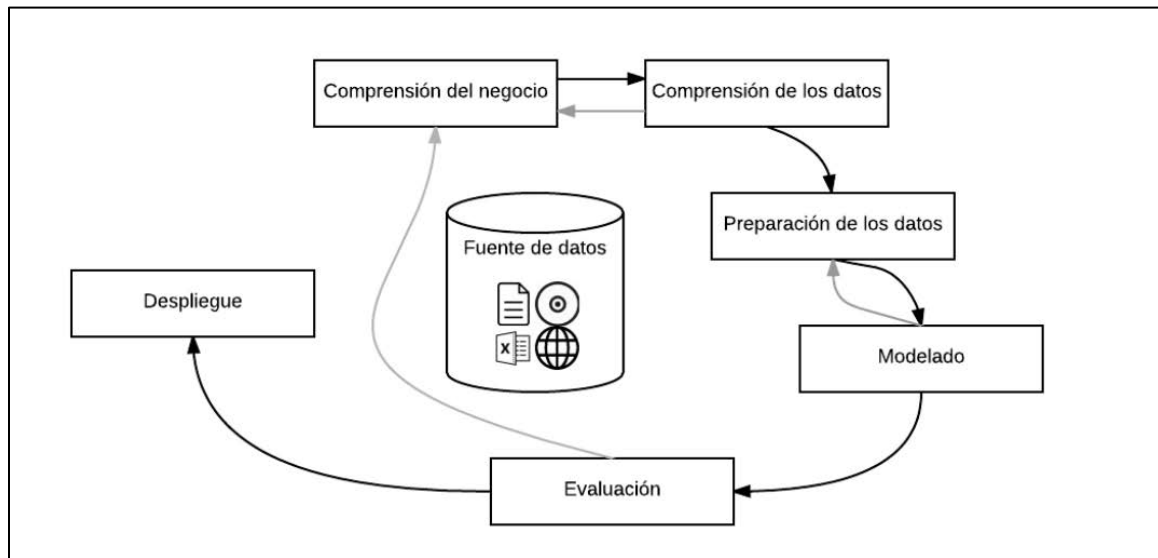 Comprensión del negocio
Comprensión de los datos
Preparación de los datos
Fuente de datos
X
Despliegue
Modelado
Evaluación